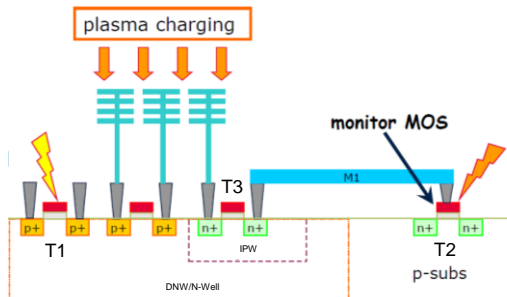 plasma charging
monitor MOS
T3
M1
p+
p+
p+
p+
n+
n+
n+
n+
T1
IPW
T2
p-subs
DNW/N-Well